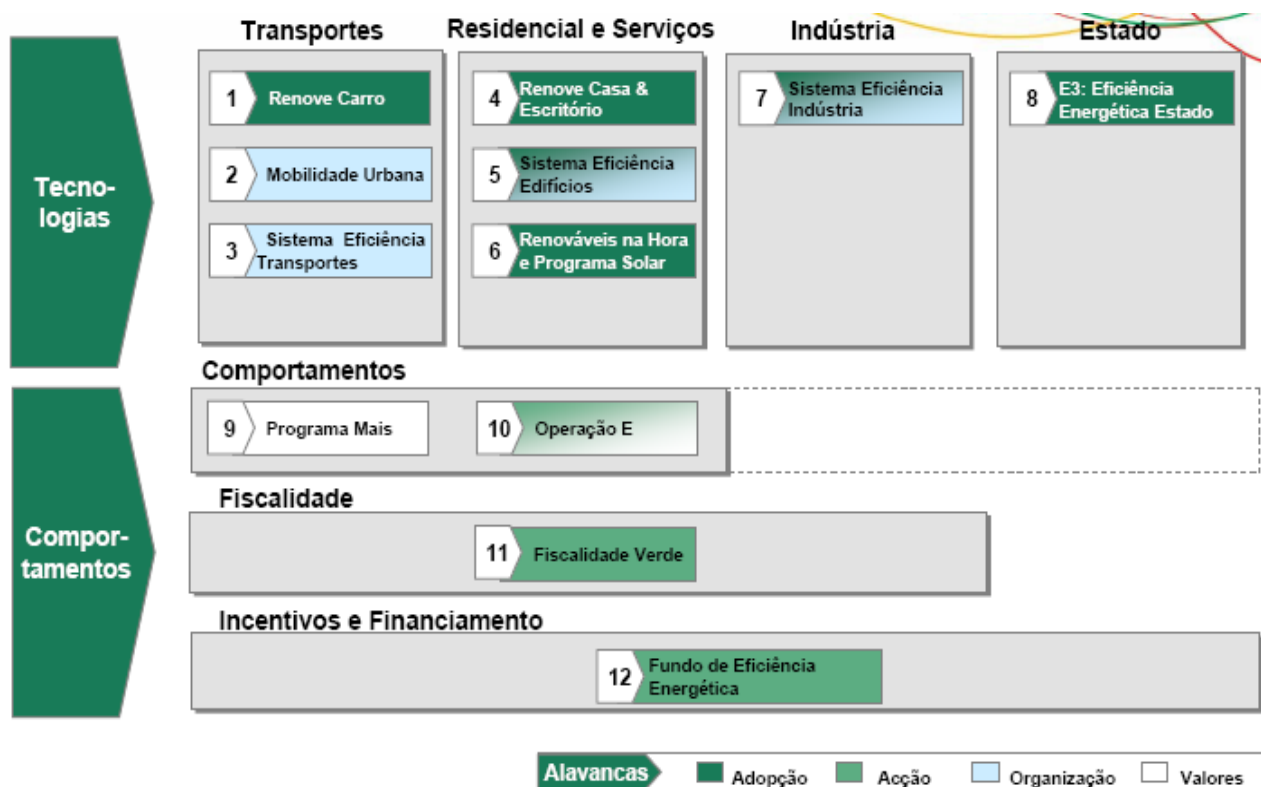 Transportes
Residencial e Serviços
Indústria
Estado
Tecno-
logias
1 Renove Carro
2 Mobilidade Urbana
3 Sistema Eficiência
Transportes
4 Renove Casa &
Escritório
5 Sistema Eficiência
Edifícios
6 Renováveis na Hora
e Programa Solar
7 Sistema Eficiência
Indústria
8 E3: Eficiência
Energética Estado
Compor-
tamentos
Comportamentos
9 Programa Mais
10 Operação E
Fiscalidade
11 Fiscalidade Verde
Incentivos e Financiamento
12 Fundo de Eficiência
Energética
Alavancas Adopção Acção Organização Valores